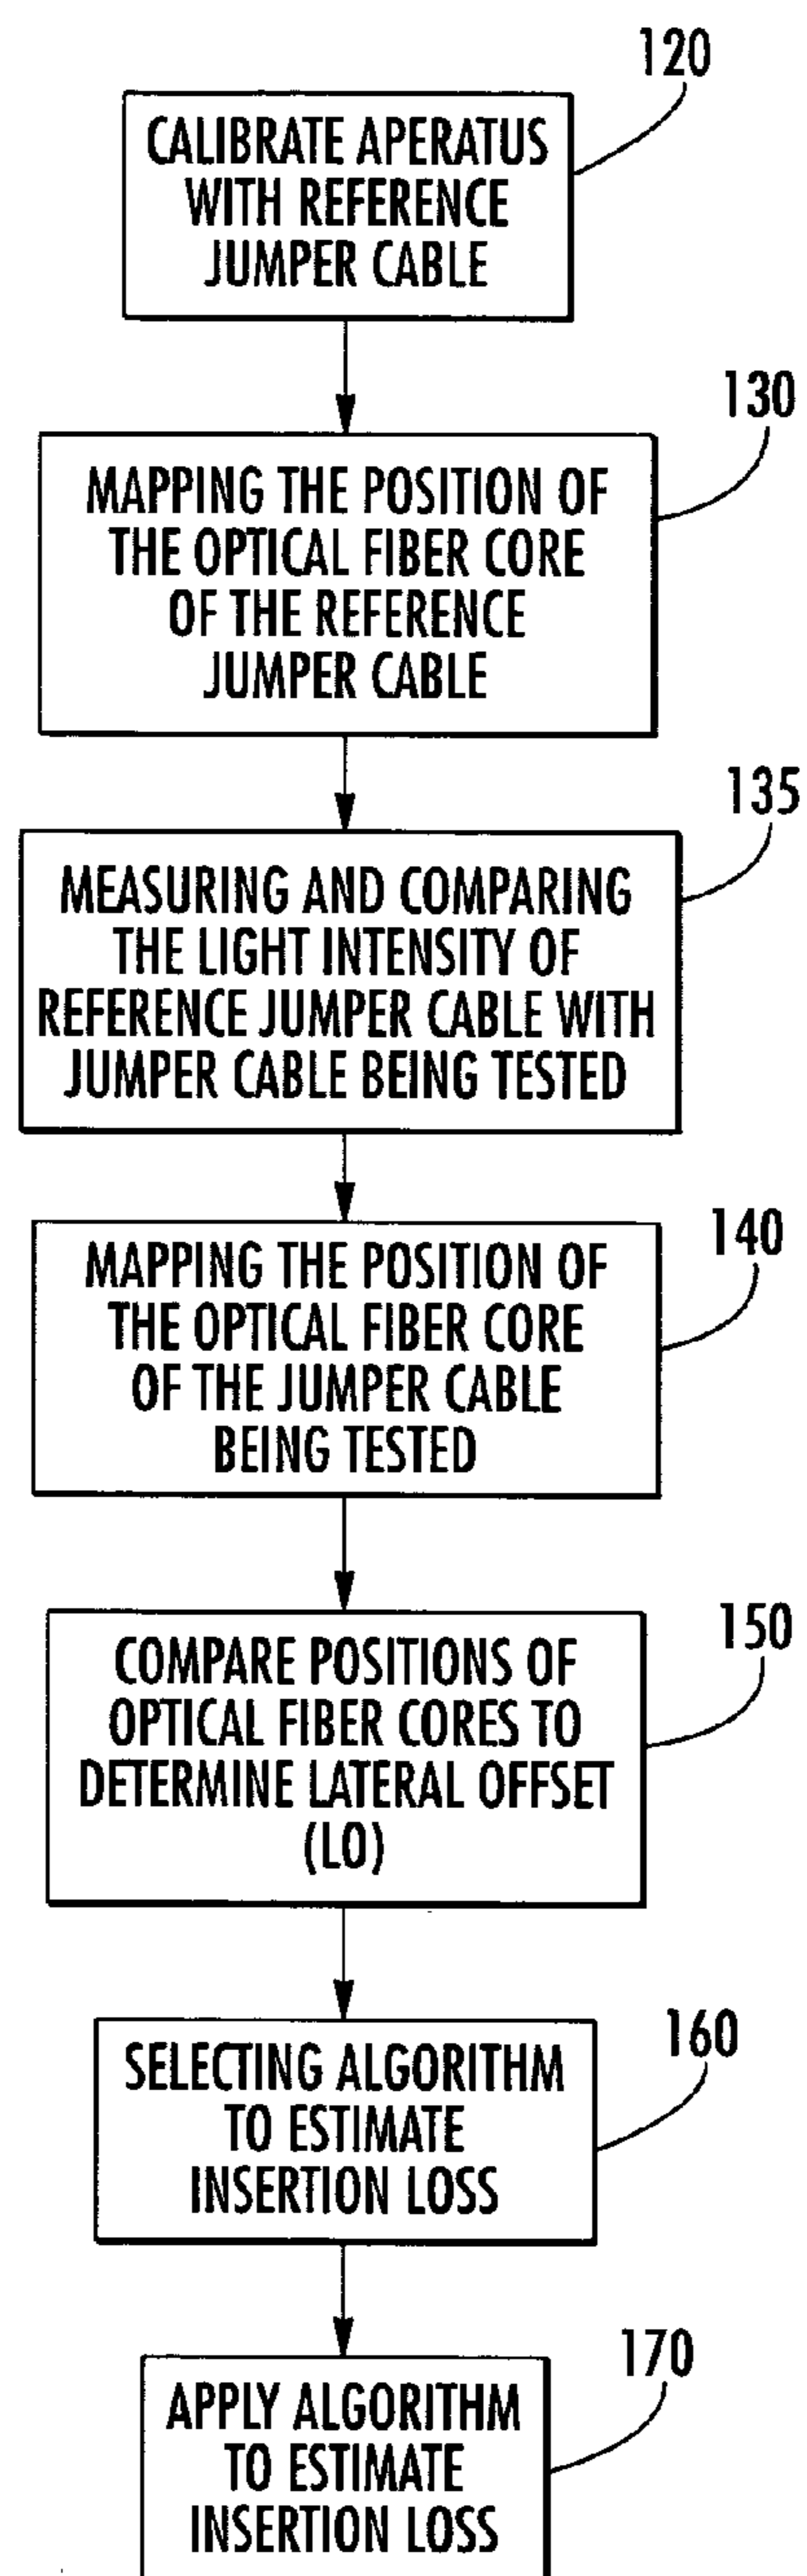 120
CALIBRATE APERATUS
WITH REFERENCE
JUMPER CABLE
130
MAPPING THE POSITION OF
THE OPTICAL FIBER CORE
OF THE REFERENCE
JUMPER CABLE
135
MEASURING AND COMPARING
THE LIGHT INTENSITY OF
REFERENCE JUMPER CABLE WITH
JUMPER CABLE BEING TESTED
140
MAPPING THE POSITION OF
THE OPTICAL FIBER CORE
OF THE JUMPER CABLE
BEING TESTED
150
COMPARE POSITIONS OF
OPTICAL FIBER CORES TO
DETERMINE LATERAL OFFSET
(LO)
160
SELECTING ALGORITHM
TO ESTIMATE
INSERTION LOSS
170
APPLY ALGORITHM
TO ESTIMATE
INSERTION LOSS